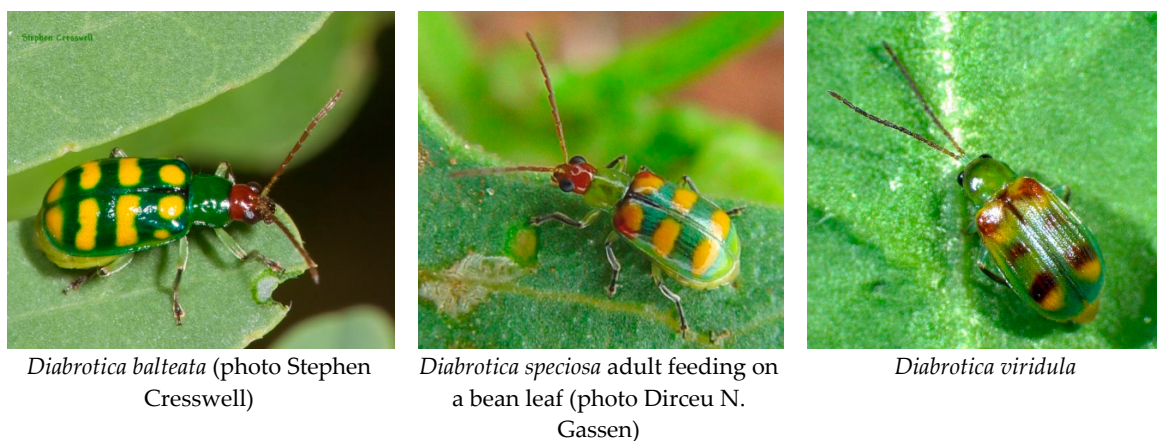 Stephen Cresswell
Diabrotica balteata (photo Stephen
Cresswell)
Diabrotica speciosa adult feeding on
a bean leaf (photo Dirceu N.
Gassen)
Diabrotica viridula